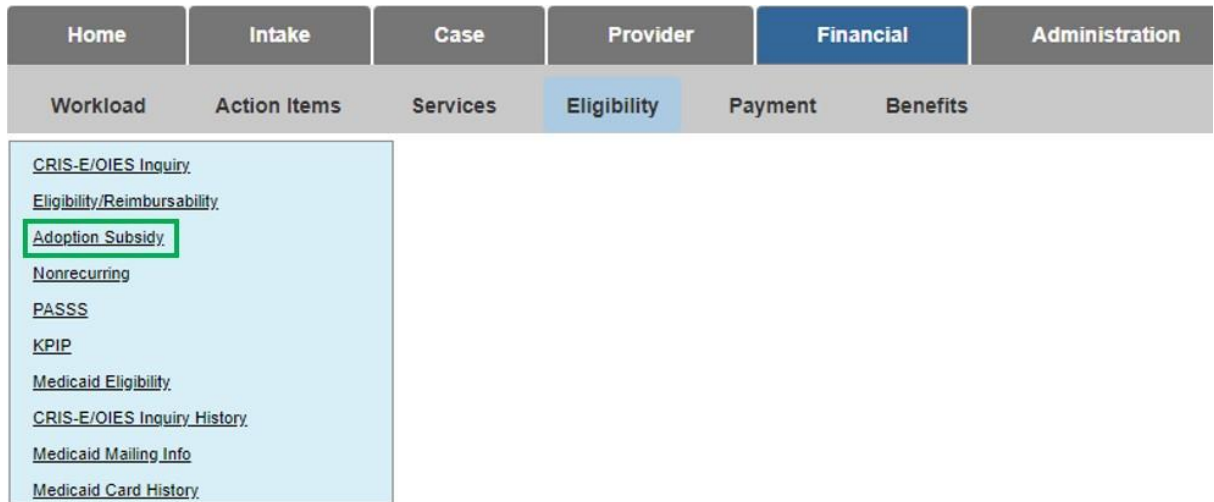 Home Intake Case Provider Financial Administration
Workload Action Items Services Eligibility Payment Benefits
CRIS-E/OIES Inquiry
Eligibility/Reimbursability
Adoption Subsidy
Nonrecurring
PASSS
KPIP
Medicaid Eligibility
CRIS-E/OIES Inquiry History
Medicaid Mailing Info
Medicaid Card History